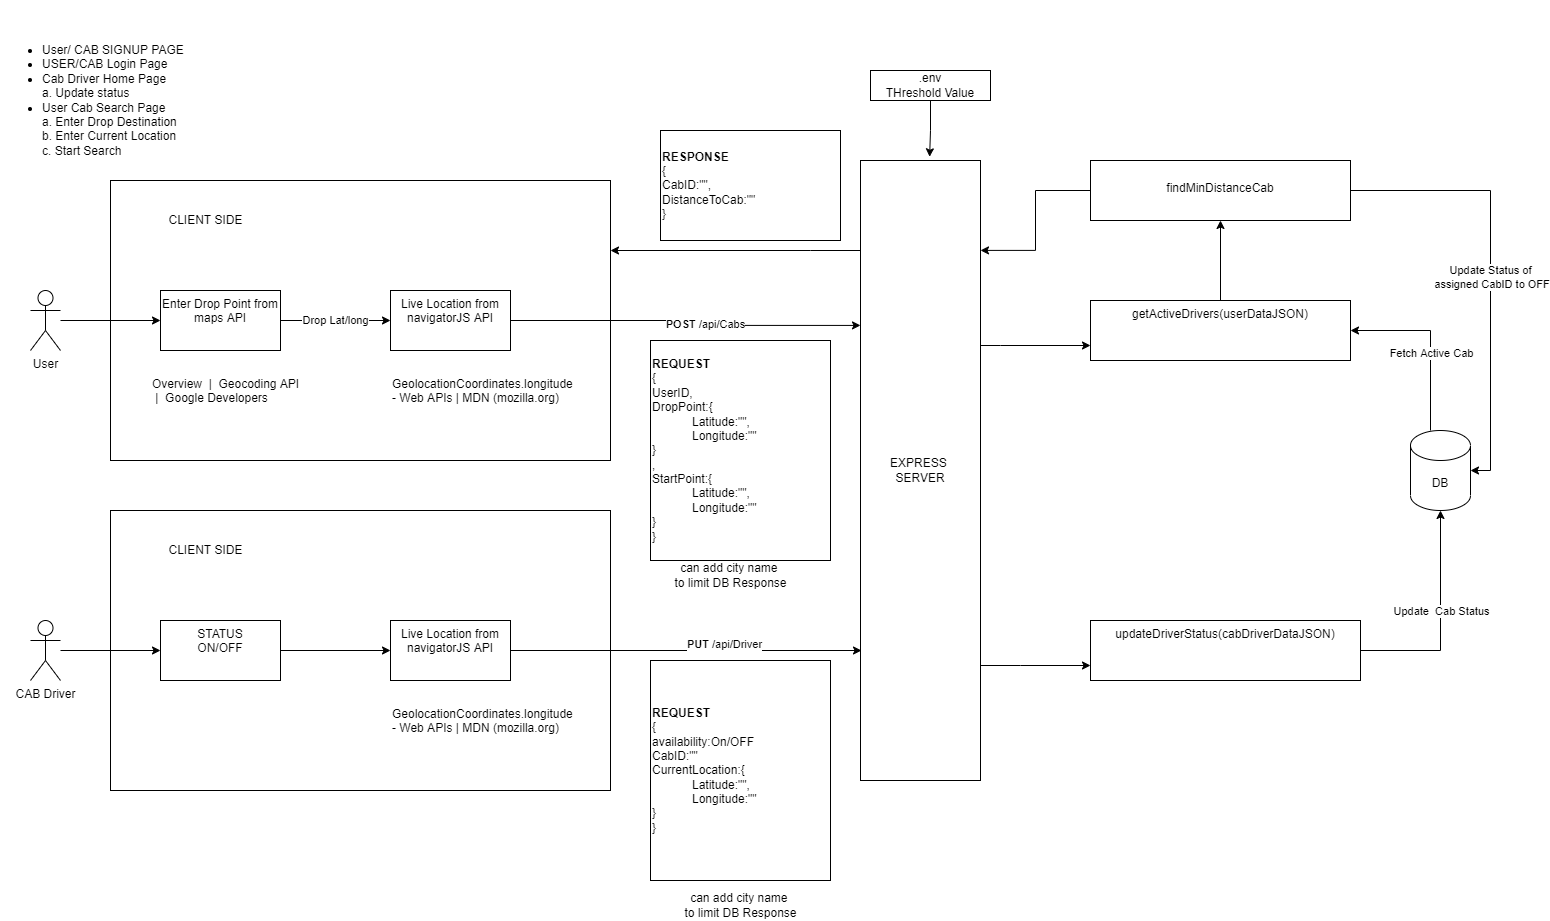 User/ CAB SIGNUP PAGE
USER/CAB Login Page
Cab Driver Home Page
a. Update status
User Cab Search Page
a. Enter Drop Destination
b. Enter Current Location
c. Start Search
.env
THreshold Value
RESPONSE
{
CabID:"",
DistanceToCab:""
}
findMinDistanceCab
CLIENT SIDE
Update Status of
assigned CabID to OFF
Enter Drop Point from
maps API
Drop Lat/long
Live Location from
navigatorJS API
POST /api/Cabs
getActiveDrivers(userDataJSON)
User
Fetch Active Cab
Overview | Geocoding API
| Google Developers
GeolocationCoordinates.longitude
- Web APIs | MDN (mozilla.org)
REQUEST
{
UserID,
DropPoint:{
Latitude:"",
Longitude:""
}
,
StartPoint:{
Latitude:"",
Longitude:""
}
}
can add city name
to limit DB Response
EXPRESS
SERVER
DB
CLIENT SIDE
STATUS
ON/OFF
Live Location from
navigatorJS API
PUT /api/Driver
updateDriverStatus(cabDriverDataJSON)
Update Cab Status
CAB Driver
GeolocationCoordinates.longitude
- Web APIs | MDN (mozilla.org)
REQUEST
{
availability:On/OFF
CabID:""
CurrentLocation:{
Latitude:"",
Longitude:""
}
}
can add city name
to limit DB Response